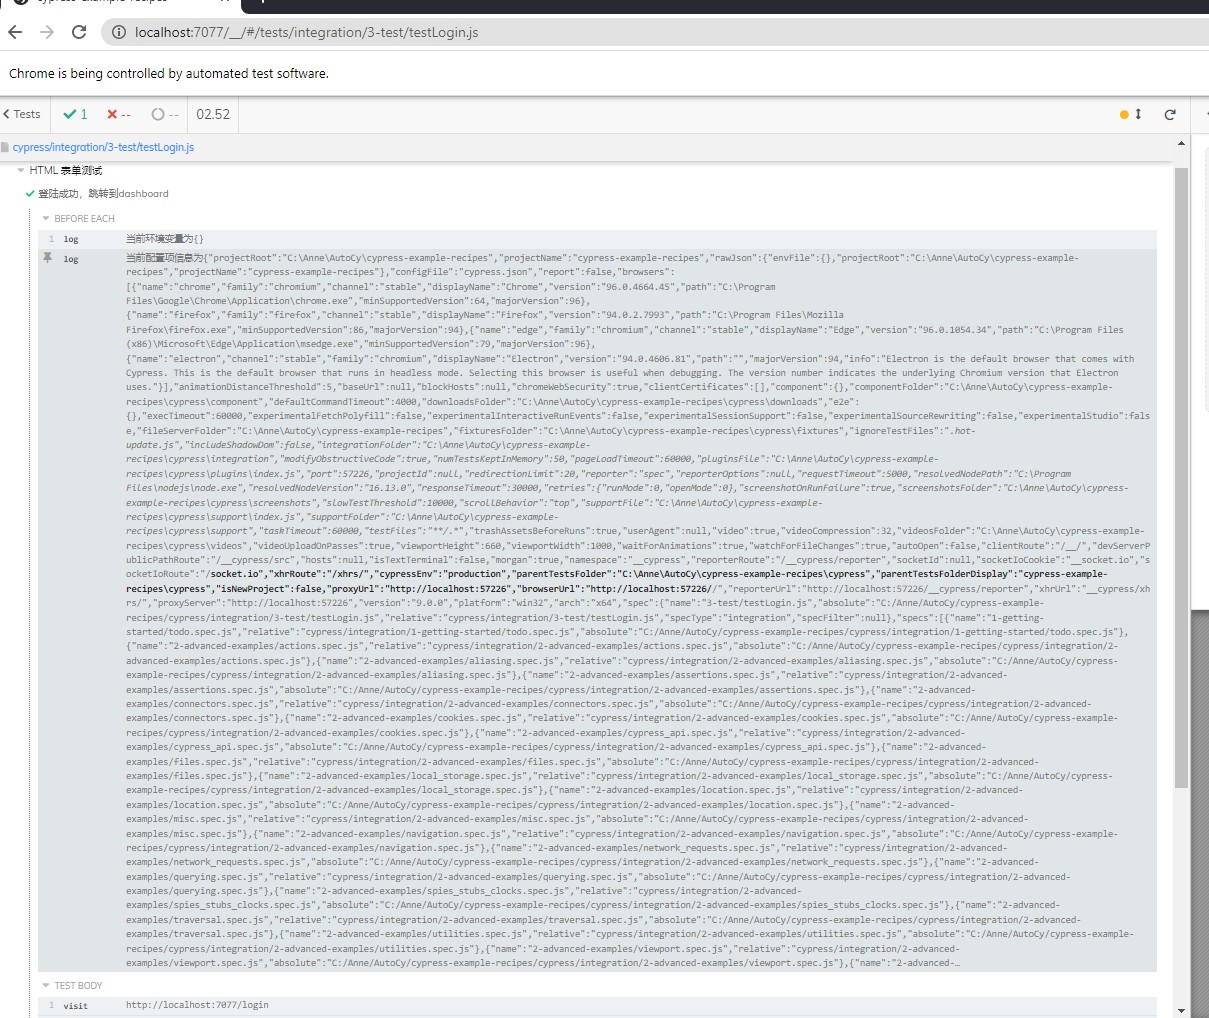 localhost:7077/__/#/tests/integration/3-test/testLogin.js
Chrome is being controlled by automated test software.
Tests 1 -- -- 02.52
cypress/integration/3-test/testLogin.js
HTML 表单测试
登陆成功，跳转到dashboard
BEFORE EACH
1 log 当前环境变量为{}
log 当前配置项信息为{"projectRoot":"C:\Anne\AutoCy\cypress-example-recipes","projectName":"cypress-example-recipes","rawJson":{"envFile":{},"projectRoot":"C:\Anne\AutoCy\cypress-example-
recipes","projectName":"cypress-example-recipes"},"configFile":"cypress.json","report":false,"browsers":
[{"name":"chrome","family":"chromium","channel":"stable","displayName":"Chrome","version":"96.0.4664.45","path":"C:\Program
Files\Google\Chrome\Application\chrome.exe","minSupportedVersion":64,"majorVersion":96},
{"name":"firefox","family":"firefox","channel":"stable","displayName":"Firefox","version":"94.0.2.7993","path":"C:\Program Files\Mozilla
Firefox\firefox.exe","minSupportedVersion":86,"majorVersion":94},{"name":"edge","family":"chromium","channel":"stable","displayName":"Edge","version":"96.0.1054.34","path":"C:\Program Files
(x86)\Microsoft\Edge\Application\msedge.exe","minSupportedVersion":79,"majorVersion":96},
{"name":"electron","channel":"stable","family":"chromium","displayName":"Electron","version":"94.0.4606.81","path":"","majorVersion":94,"info":"Electron is the default browser that comes with
Cypress. This is the default browser that runs in headless mode. Selecting this browser is useful when debugging. The version number indicates the underlying Chromium version that Electron
uses."}],"animationDistanceThreshold":5,"baseUrl":null,"blockHosts":null,"chromeWebSecurity":true,"clientCertificates":[],"component":{},"componentFolder":"C:\Anne\AutoCy\cypress-example-
recipes\cypress\component","defaultCommandTimeout":4000,"downloadsFolder":"C:\Anne\AutoCy\cypress-example-recipes\cypress\downloads","e2e":
{},"execTimeout":60000,"experimentalFetchPolyfill":false,"experimentalInteractiveRunEvents":false,"experimentalSessionSupport":false,"experimentalSourceRewriting":false,"experimentalStudio":fals
e,"fileServerFolder":"C:\Anne\AutoCy\cypress-example-recipes","fixturesFolder":"C:\Anne\AutoCy\cypress-example-recipes\cypress\fixtures","ignoreTestFiles":".hot-
update.js","includeShadowDom":false,"integrationFolder":"C:\Anne\AutoCy\cypress-example-
recipes\cypress\integration","modifyObstructiveCode":true,"numTestsKeptInMemory":50,"pageLoadTimeout":60000,"pluginsFile":"C:\Anne\AutoCy\cypress-example-
recipes\cypress\plugins\index.js","port":57226,"projectId":null,"redirectionLimit":20,"reporter":"spec","reporterOptions":null,"requestTimeout":5000,"resolvedNodePath":"C:\Program
Files\nodejs\node.exe","resolvedNodeVersion":"16.13.0","responseTimeout":30000,"retries":{"runMode":0,"openMode":0},"screenshotOnRunFailure":true,"screenshotsFolder":"C:\Anne\AutoCy\cypress-
example-recipes\cypress\screenshots","slowTestThreshold":10000,"scrollBehavior":"top","supportFile":"C:\Anne\AutoCy\cypress-example-
recipes\cypress\support\index.js","supportFolder":"C:\Anne\AutoCy\cypress-example-
recipes\cypress\support","taskTimeout":60000,"testFiles":"**/.*","trashAssetsBeforeRuns":true,"userAgent":null,"video":true,"videoCompression":32,"videosFolder":"C:\Anne\AutoCy\cypress-example-
recipes\cypress\videos","videoUploadOnPasses":true,"viewportHeight":660,"viewportWidth":1000,"waitForAnimations":true,"watchForFileChanges":true,"autoOpen":false,"clientRoute":"/__/","devServerP
ublicPathRoute":"/__cypress/src","hosts":null,"isTextTerminal":false,"morgan":true,"namespace":"__cypress","reporterRoute":"/__cypress/reporter","socketId":null,"socketIoCookie":"__socket.io","s
ocketIoRoute":"/socket.io","xhrRoute":"/xhrs/","cypressEnv":"production","parentTestsFolder":"C:\Anne\AutoCy\cypress-example-recipes\cypress","parentTestsFolderDisplay":"cypress-example-
recipes\cypress","isNewProject":false,"proxyUrl":"http://localhost:57226","browserUrl":"http://localhost:57226//","reporterUrl":"http://localhost:57226/__cypress/reporter","xhrUrl":"__cypress/xh
rs/","proxyServer":"http://localhost:57226","version":"9.0.0","platform":"win32","arch":"x64","spec":{"name":"3-test/testLogin.js","absolute":"C:/Anne/AutoCy/cypress-example-
recipes/cypress/integration/3-test/testLogin.js","relative":"cypress/integration/3-test/testLogin.js","specType":"integration","specFilter":null},"specs":[{"name":"1-getting-
started/todo.spec.js","relative":"cypress/integration/1-getting-started/todo.spec.js","absolute":"C:/Anne/AutoCy/cypress-example-recipes/cypress/integration/1-getting-started/todo.spec.js"},
{"name":"2-advanced-examples/actions.spec.js","relative":"cypress/integration/2-advanced-examples/actions.spec.js","absolute":"C:/Anne/AutoCy/cypress-example-recipes/cypress/integration/2-
advanced-examples/actions.spec.js"},{"name":"2-advanced-examples/aliasing.spec.js","relative":"cypress/integration/2-advanced-examples/aliasing.spec.js","absolute":"C:/Anne/AutoCy/cypress-
example-recipes/cypress/integration/2-advanced-examples/aliasing.spec.js"},{"name":"2-advanced-examples/assertions.spec.js","relative":"cypress/integration/2-advanced-
examples/assertions.spec.js","absolute":"C:/Anne/AutoCy/cypress-example-recipes/cypress/integration/2-advanced-examples/assertions.spec.js"},{"name":"2-advanced-
examples/connectors.spec.js","relative":"cypress/integration/2-advanced-examples/connectors.spec.js","absolute":"C:/Anne/AutoCy/cypress-example-recipes/cypress/integration/2-advanced-
examples/connectors.spec.js"},{"name":"2-advanced-examples/cookies.spec.js","relative":"cypress/integration/2-advanced-examples/cookies.spec.js","absolute":"C:/Anne/AutoCy/cypress-example-
recipes/cypress/integration/2-advanced-examples/cookies.spec.js"},{"name":"2-advanced-examples/cypress_api.spec.js","relative":"cypress/integration/2-advanced-
examples/cypress_api.spec.js","absolute":"C:/Anne/AutoCy/cypress-example-recipes/cypress/integration/2-advanced-examples/cypress_api.spec.js"},{"name":"2-advanced-
examples/files.spec.js","relative":"cypress/integration/2-advanced-examples/files.spec.js","absolute":"C:/Anne/AutoCy/cypress-example-recipes/cypress/integration/2-advanced-
examples/files.spec.js"},{"name":"2-advanced-examples/local_storage.spec.js","relative":"cypress/integration/2-advanced-examples/local_storage.spec.js","absolute":"C:/Anne/AutoCy/cypress-
example-recipes/cypress/integration/2-advanced-examples/local_storage.spec.js"},{"name":"2-advanced-examples/location.spec.js","relative":"cypress/integration/2-advanced-
examples/location.spec.js","absolute":"C:/Anne/AutoCy/cypress-example-recipes/cypress/integration/2-advanced-examples/location.spec.js"},{"name":"2-advanced-
examples/misc.spec.js","relative":"cypress/integration/2-advanced-examples/misc.spec.js","absolute":"C:/Anne/AutoCy/cypress-example-recipes/cypress/integration/2-advanced-
examples/misc.spec.js"},{"name":"2-advanced-examples/navigation.spec.js","relative":"cypress/integration/2-advanced-examples/navigation.spec.js","absolute":"C:/Anne/AutoCy/cypress-example-
recipes/cypress/integration/2-advanced-examples/navigation.spec.js"},{"name":"2-advanced-examples/network_requests.spec.js","relative":"cypress/integration/2-advanced-
examples/network_requests.spec.js","absolute":"C:/Anne/AutoCy/cypress-example-recipes/cypress/integration/2-advanced-examples/network_requests.spec.js"},{"name":"2-advanced-
examples/querying.spec.js","relative":"cypress/integration/2-advanced-examples/querying.spec.js","absolute":"C:/Anne/AutoCy/cypress-example-
recipes/cypress/integration/2-advanced-examples/querying.spec.js"},{"name":"2-advanced-examples/spies_stubs_clocks.spec.js","relative":"cypress/integration/2-advanced-
examples/spies_stubs_clocks.spec.js","absolute":"C:/Anne/AutoCy/cypress-example-recipes/cypress/integration/2-advanced-examples/spies_stubs_clocks.spec.js"},{"name":"2-advanced-
examples/traversal.spec.js","relative":"cypress/integration/2-advanced-examples/traversal.spec.js","absolute":"C:/Anne/AutoCy/cypress-example-recipes/cypress/integration/2-advanced-
examples/traversal.spec.js"},{"name":"2-advanced-examples/utilities.spec.js","relative":"cypress/integration/2-advanced-examples/utilities.spec.js","absolute":"C:/Anne/AutoCy/cypress-example-
recipes/cypress/integration/2-advanced-examples/utilities.spec.js"},{"name":"2-advanced-examples/viewport.spec.js","relative":"cypress/integration/2-advanced-
examples/viewport.spec.js","absolute":"C:/Anne/AutoCy/cypress-example-recipes/cypress/integration/2-advanced-examples/viewport.spec.js"},{"name":"2-advanced-…
TEST BODY
1 visit http://localhost:7077/login